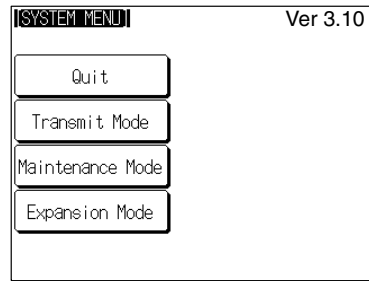 [SYSTEM MENU]
Ver 3.10
Quit
Transmit Mode
Maintenance Mode
Expansion Mode